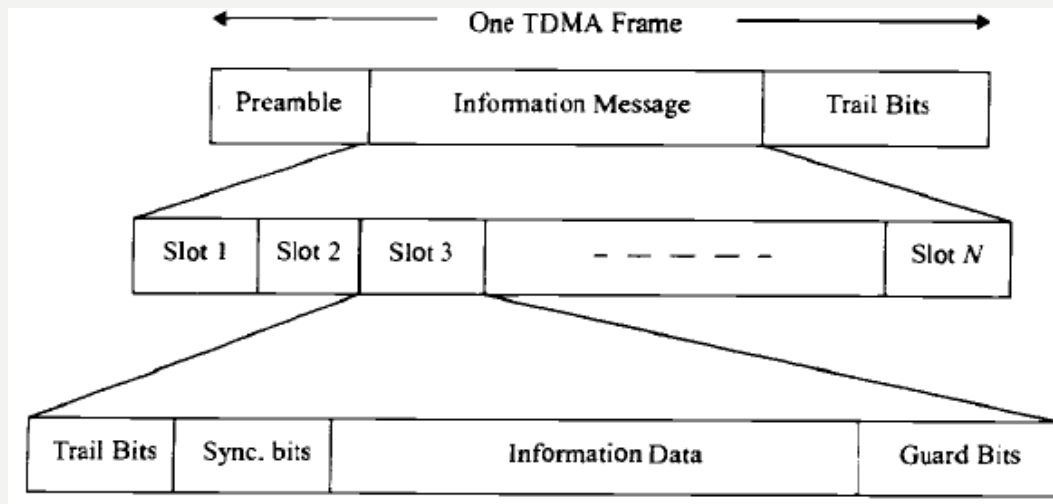 One TDMA Frame
Preamble Information Message Trail Bits
Slot 1 Slot 2 Slot 3 Slot N
Trail Bits Sync. bits Information Data Guard Bits